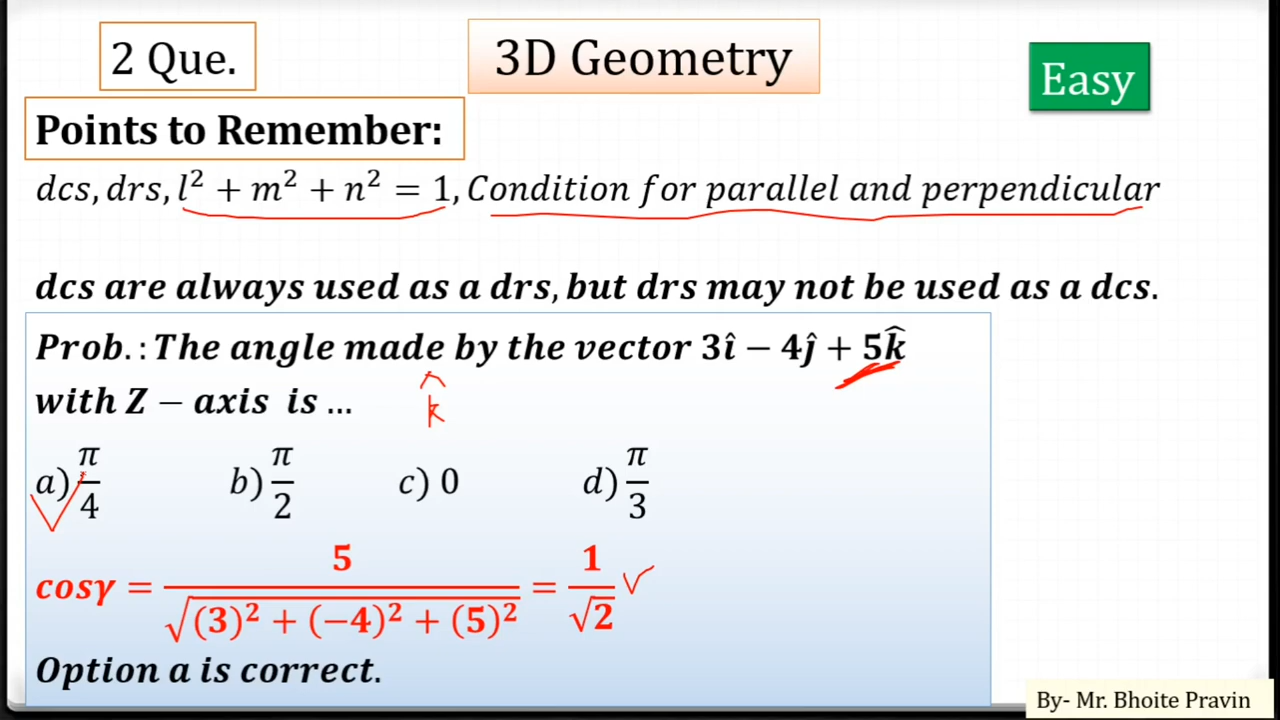 2 Que.
3D Geometry
Easy
Points to Remember:
dcs, drs, l² + m² + n² = 1, Condition for parallel and perpendicular
dcs are always used as a drs, but drs may not be used as a dcs.
Prob.: The angle made by the vector 3î − 4ĵ + 5k̂
with Z − axis is ...
k̂
a) π/4 b) π/2 c) 0 d) π/3
cosγ = 5/√((3)² + (−4)² + (5)²) = 1/√2
Option a is correct.
By- Mr. Bhoite Pravin